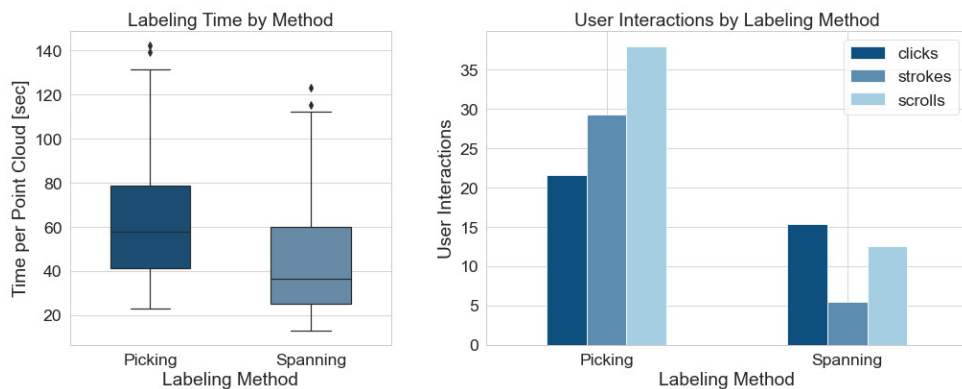 Labeling Time by Method
Time per Point Cloud [sec]
140
120
100
80
60
40
20
Picking
Spanning
Labeling Method
User Interactions by Labeling Method
User Interactions
35
30
25
20
15
10
5
0
clicks
strokes
scrolls
Picking
Spanning
Labeling Method